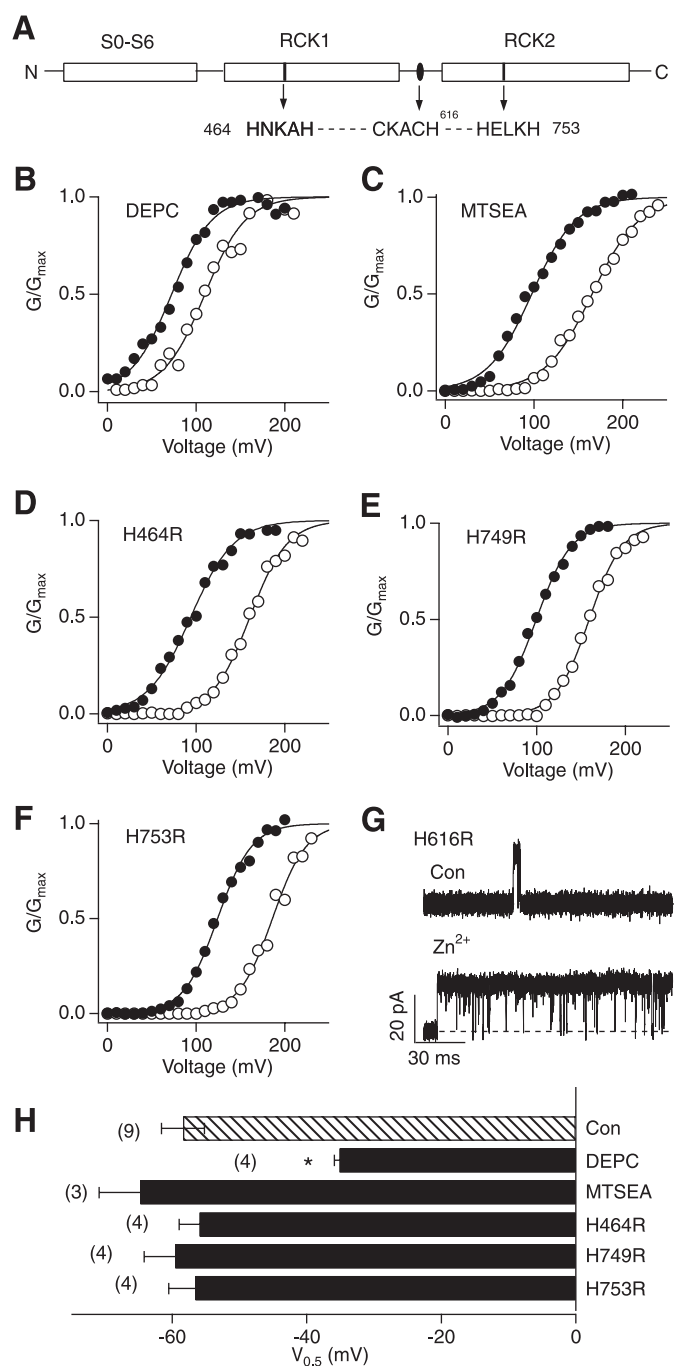 A
S0-S6 RCK1 RCK2
N C
464 HNKAH CKACH 616 HELKH 753
B
DEPC
1.0
0.5
0.0
G/Gmax
0 100 200
Voltage (mV)
C
MTSEA
1.0
0.5
0.0
G/Gmax
0 100 200
Voltage (mV)
D
H464R
1.0
0.5
0.0
G/Gmax
0 100 200
Voltage (mV)
E
H749R
1.0
0.5
0.0
G/Gmax
0 100 200
Voltage (mV)
F
H753R
1.0
0.5
0.0
G/Gmax
0 100 200
Voltage (mV)
G
H616R
Con
Zn2+
20 pA
30 ms
H
(9) Con
(4) * DEPC
(3) MTSEA
(4) H464R
(4) H749R
(4) H753R
-60 -40 -20 0
V0.5 (mV)